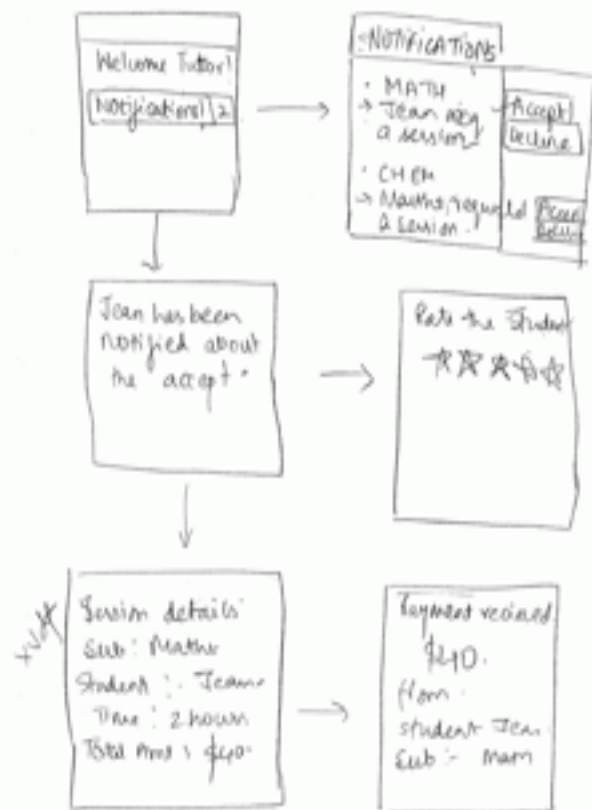 Welcome Tutor!
Notifications! 2
NOTIFICATIONS
· MATH
→ Jean req
a session
Accept
Decline
· CHEM
→
a session.
Jean has been
notified about
the accept.
Rate the Student
Session details
Sub: Maths
Student :- Jean
Time : 2 hours
Total Amt : $40.
Payment recieved
$40.
from
student Jean
Sub :-